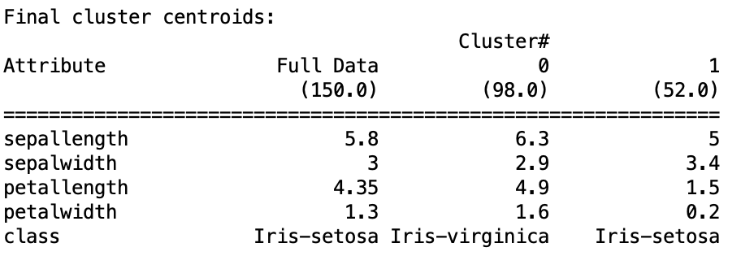 Final cluster centroids:
Cluster#
Attribute Full Data 0 1
(150.0) (98.0) (52.0)
==================================================================
sepallength 5.8 6.3 5
sepalwidth 3 2.9 3.4
petallength 4.35 4.9 1.5
petalwidth 1.3 1.6 0.2
class Iris-setosa Iris-virginica Iris-setosa